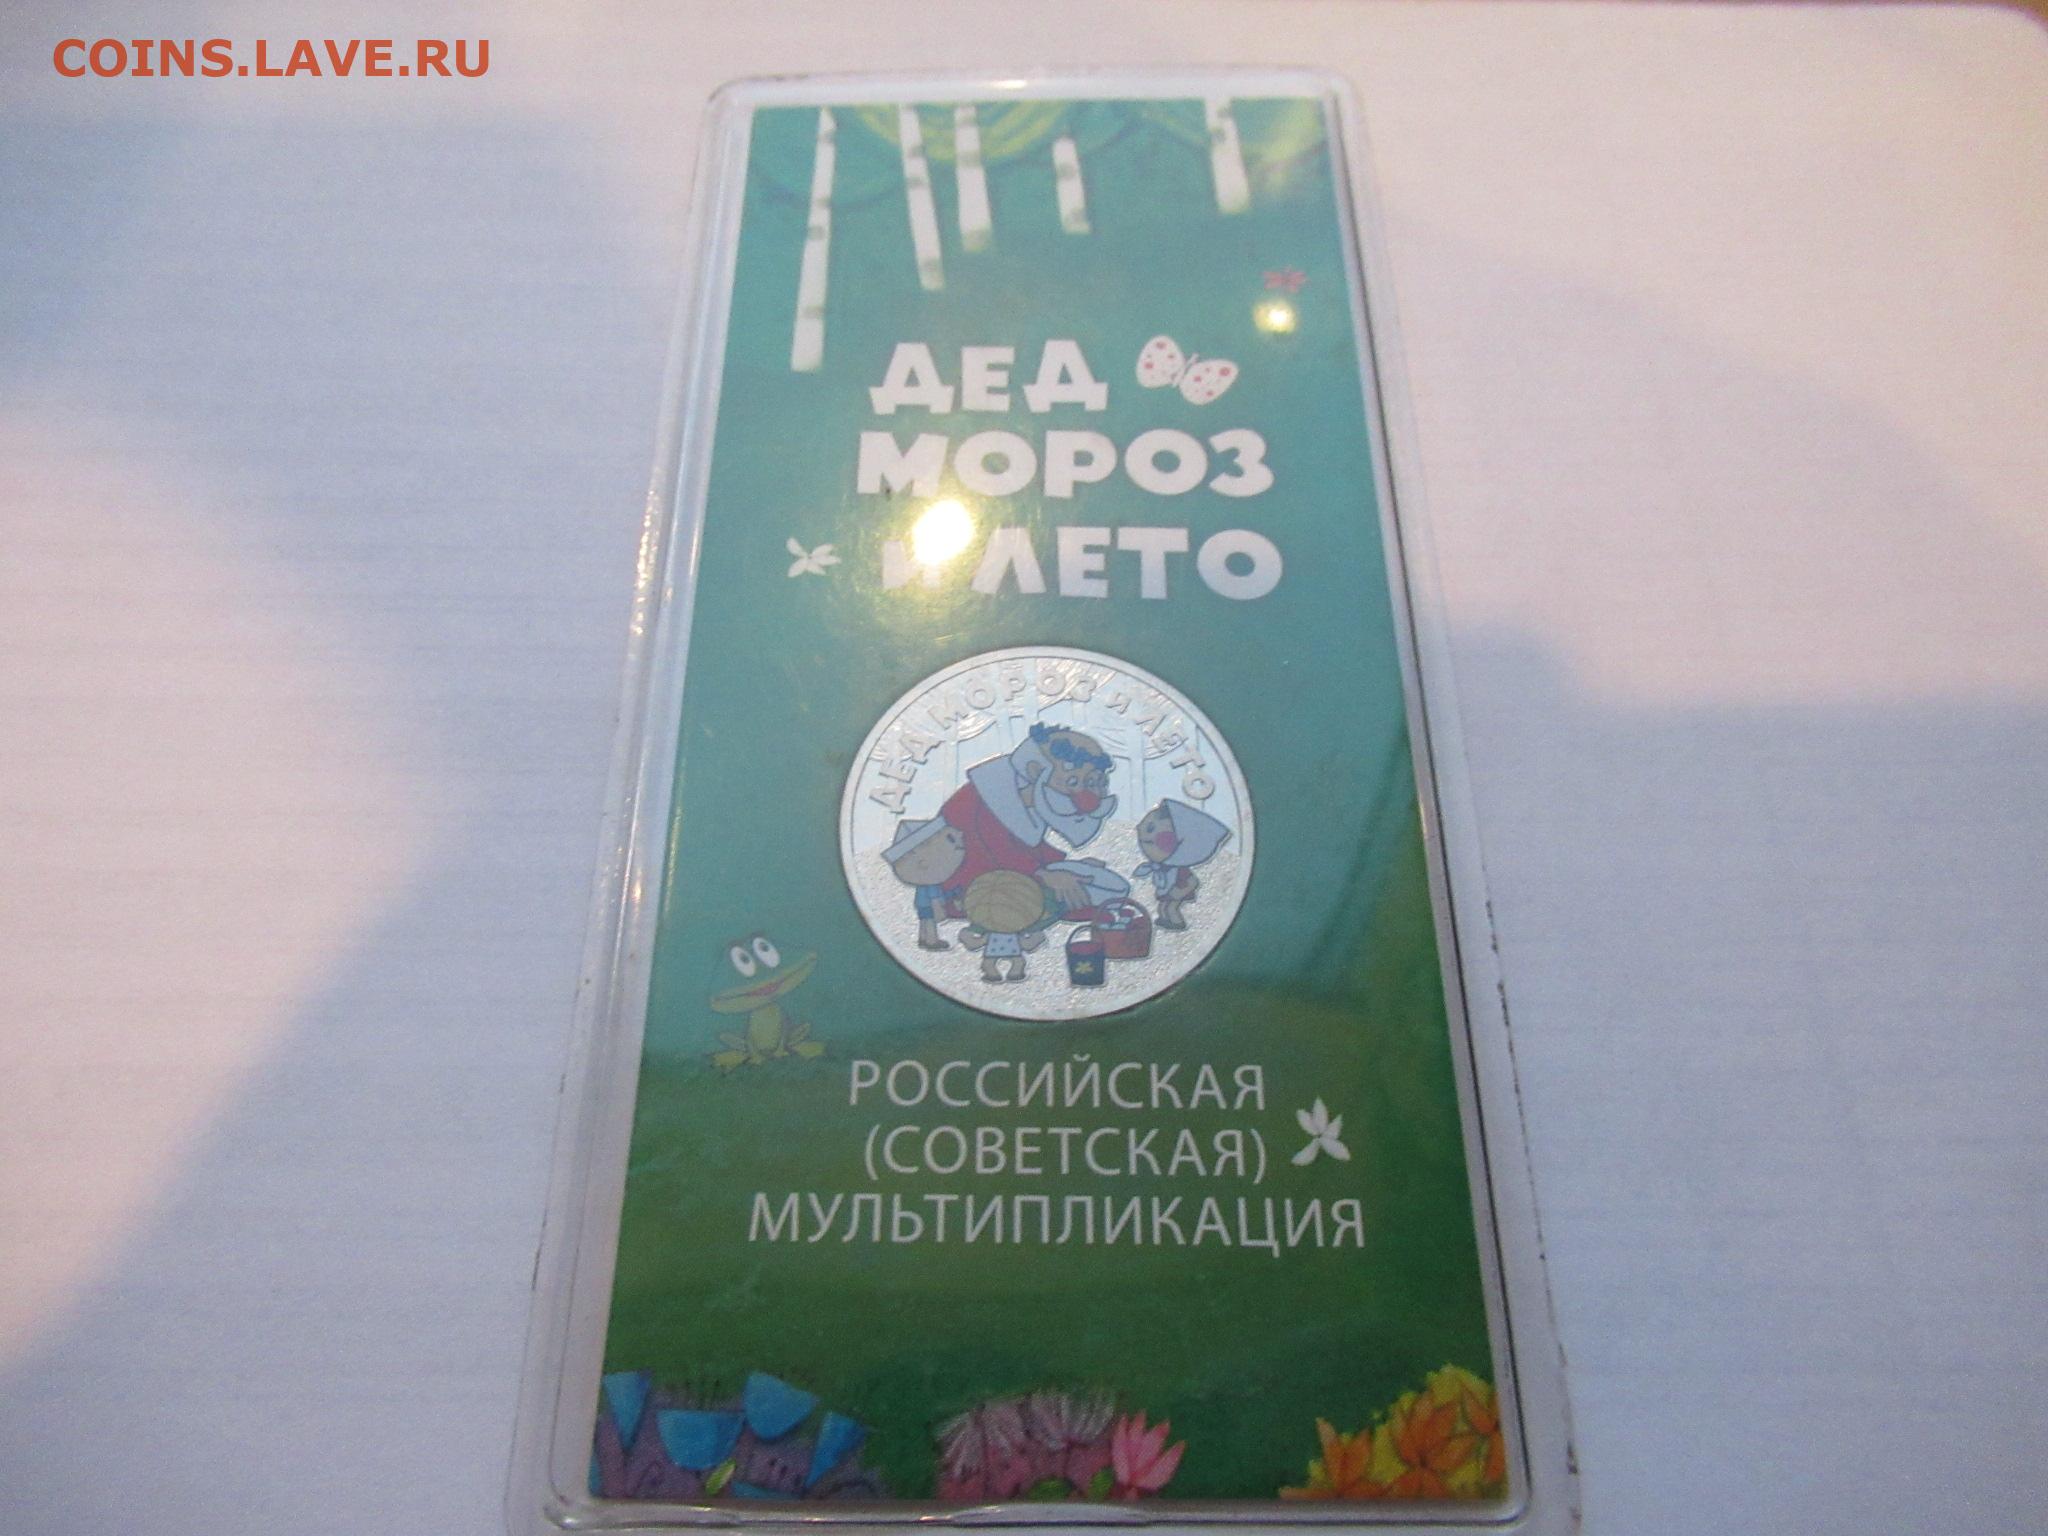 COINS.LAVE.RU
ДЕД
МОРОЗ
И ЛЕТО
ДЕД МОРОЗ И ЛЕТО
РОССИЙСКАЯ
(СОВЕТСКАЯ)
МУЛЬТИПЛИКАЦИЯ